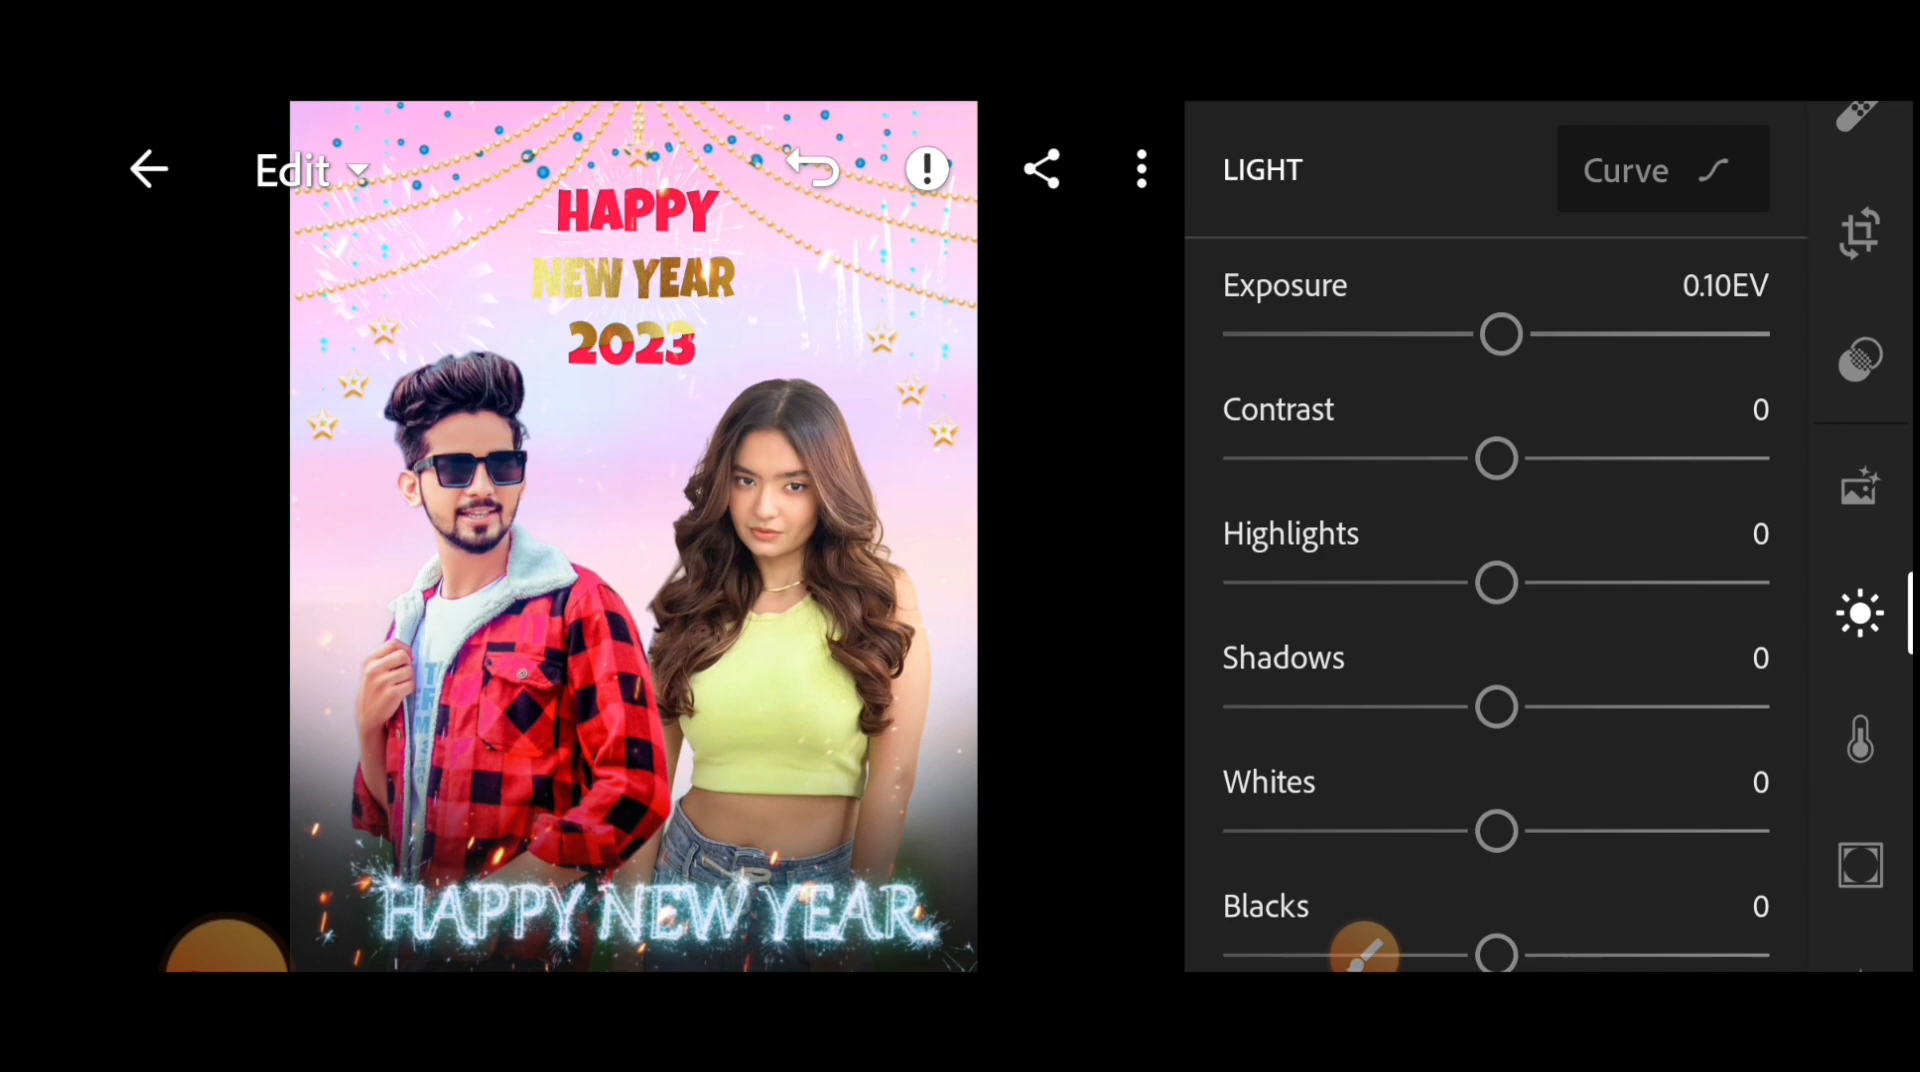 Edit
HAPPY
NEW YEAR
2023
HAPPY NEW YEAR
LIGHT
Curve
Exposure 0.10EV
Contrast 0
Highlights 0
Shadows 0
Whites 0
Blacks 0